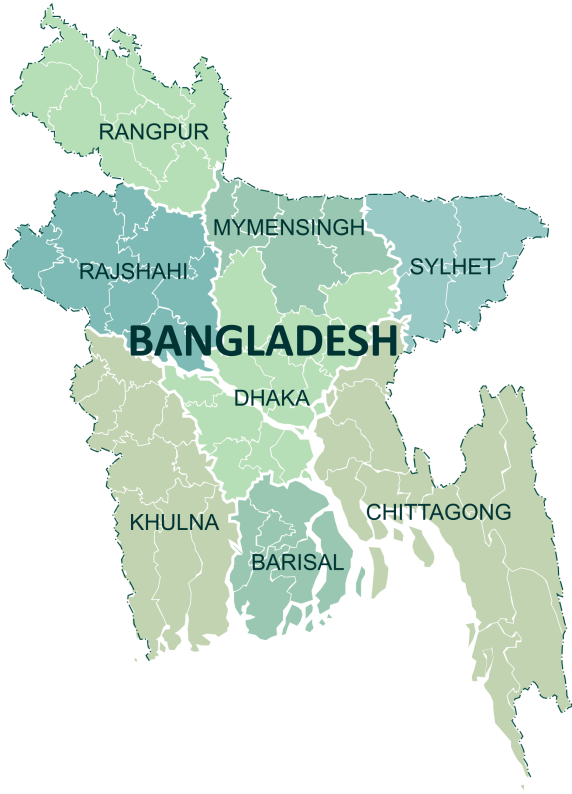 RANGPUR
MYMENSINGH
SYLHET
RAJSHAHI
BANGLADESH
DHAKA
CHITTAGONG
KHULNA
BARISAL